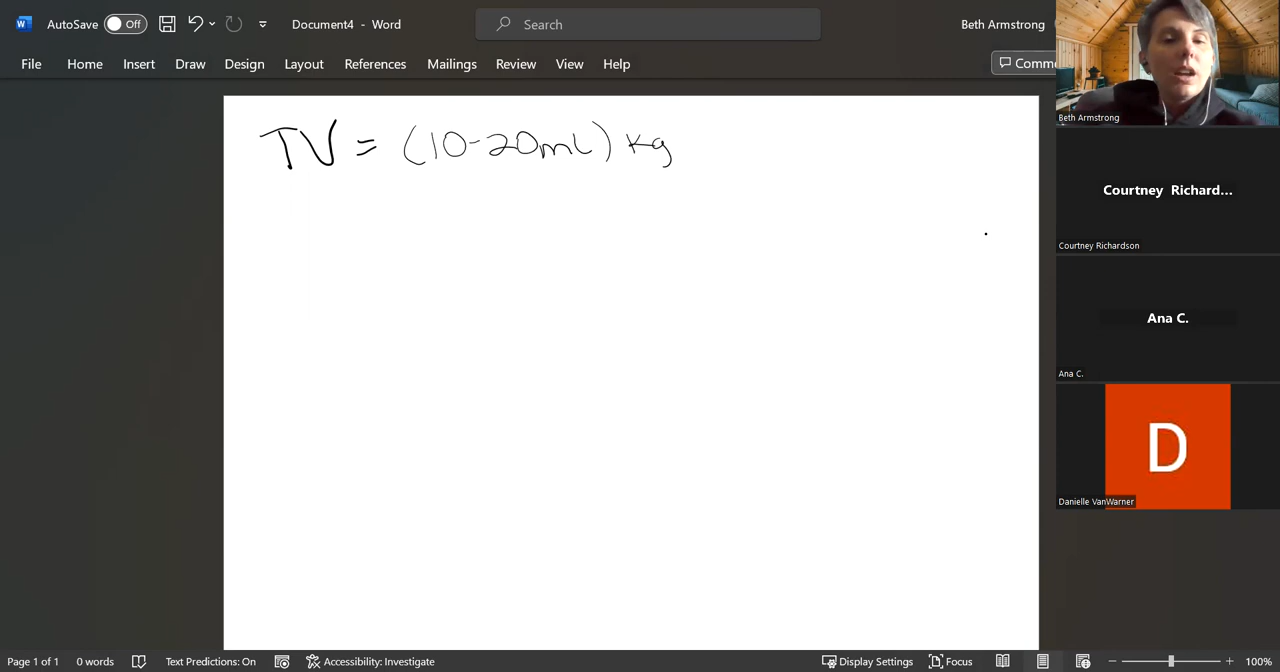 AutoSave Off Document4 - Word Search Beth Armstrong
File Home Insert Draw Design Layout References Mailings Review View Help Comme
TV = (10-20mL) kg
Beth Armstrong
Courtney Richard...
Courtney Richardson
Ana C.
Ana C.
D
Danielle VanWarner
Page 1 of 1 0 words Text Predictions: On Accessibility: Investigate Display Settings Focus 100%